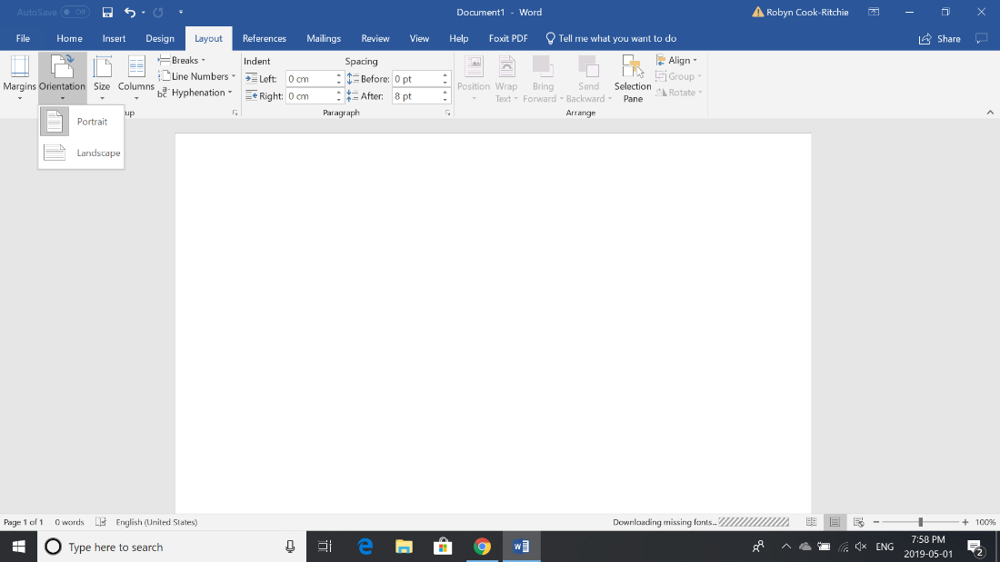 AutoSave Off
Document1 - Word
Robyn Cook-Ritchie
File Home Insert Design Layout References Mailings Review View Help Foxit PDF Tell me what you want to do Share
Margins Orientation Size Columns
Breaks
Line Numbers
Hyphenation
Indent
Left: 0 cm
Right: 0 cm
Spacing
Before: 0 pt
After: 8 pt
Paragraph
Position
Wrap Text
Bring Forward
Send Backward
Selection Pane
Align
Group
Rotate
Arrange
up
Portrait
Landscape
Page 1 of 1 0 words English (United States) Downloading missing fonts... 100%
Type here to search
ENG
7:58 PM
2019-05-01
2